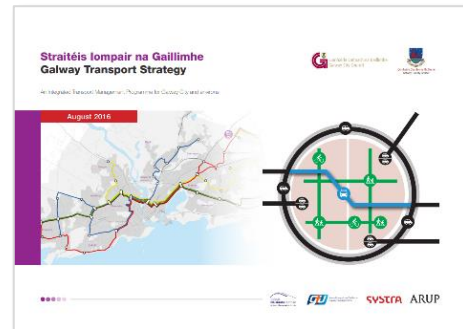 Straitéis Iompair na Gaillimhe
Galway Transport Strategy
An Integrated Transport Management Programme for Galway City and environs
August 2016
SYSTRA
ARUP